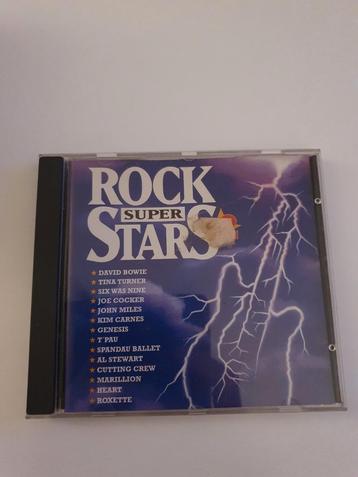 ROCK
SUPER
STARS
DAVID BOWIE
TINA TURNER
SIX WAS NINE
JOE COCKER
JOHN MILES
KIM CARNES
GENESIS
T PAU
SPANDAU BALLET
AL STEWART
CUTTING CREW
MARILLION
HEART
ROXETTE